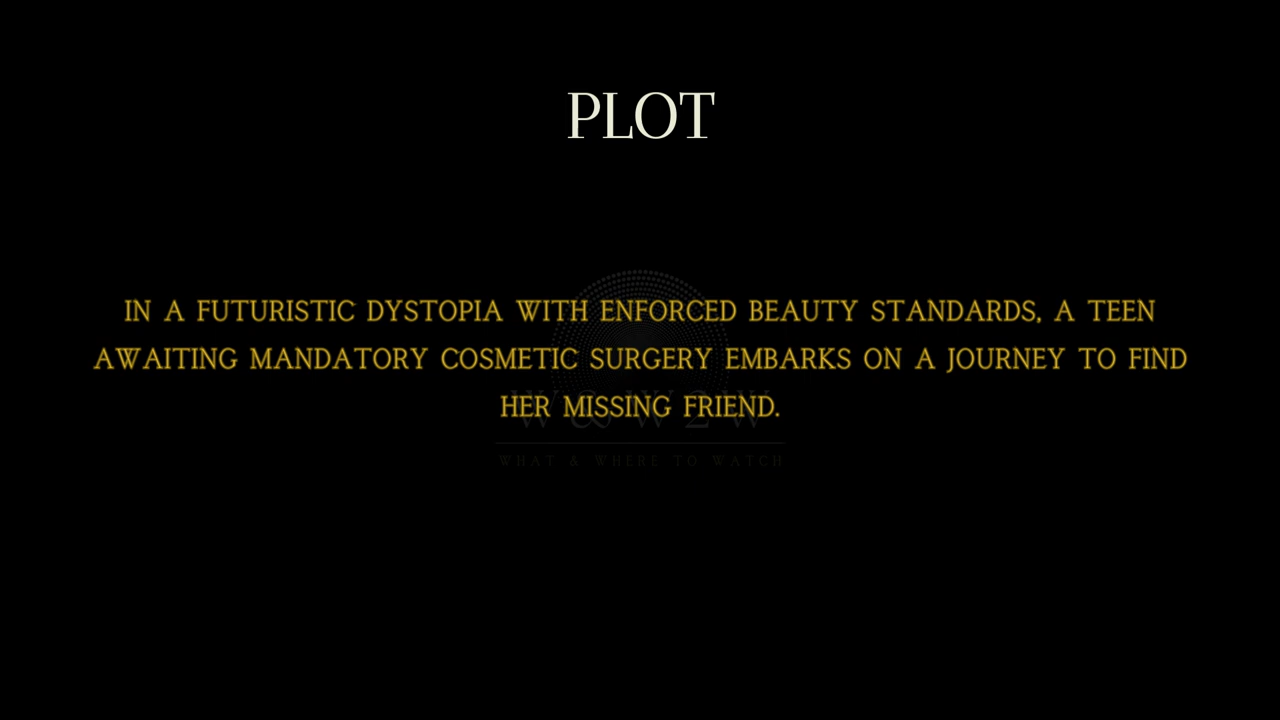 PLOT
IN A FUTURISTIC DYSTOPIA WITH ENFORCED BEAUTY STANDARDS, A TEEN
AWAITING MANDATORY COSMETIC SURGERY EMBARKS ON A JOURNEY TO FIND
HER MISSING FRIEND.
W & W 2 W
WHAT & WHERE TO WATCH